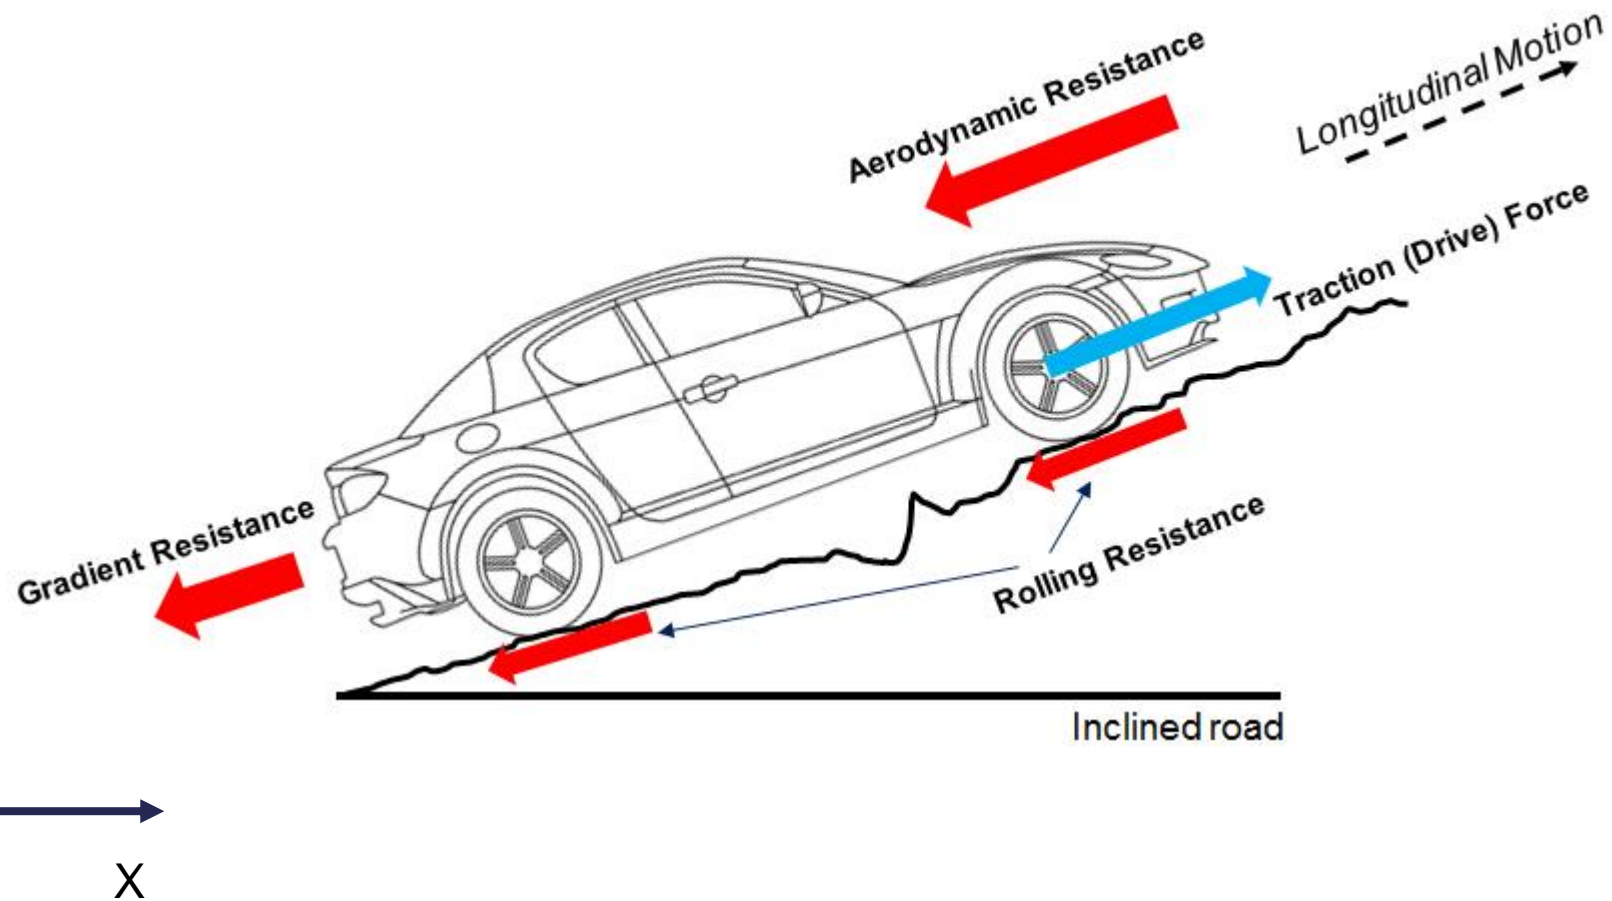 Longitudinal Motion
Aerodynamic Resistance
Traction (Drive) Force
Gradient Resistance
Rolling Resistance
Inclined road
X